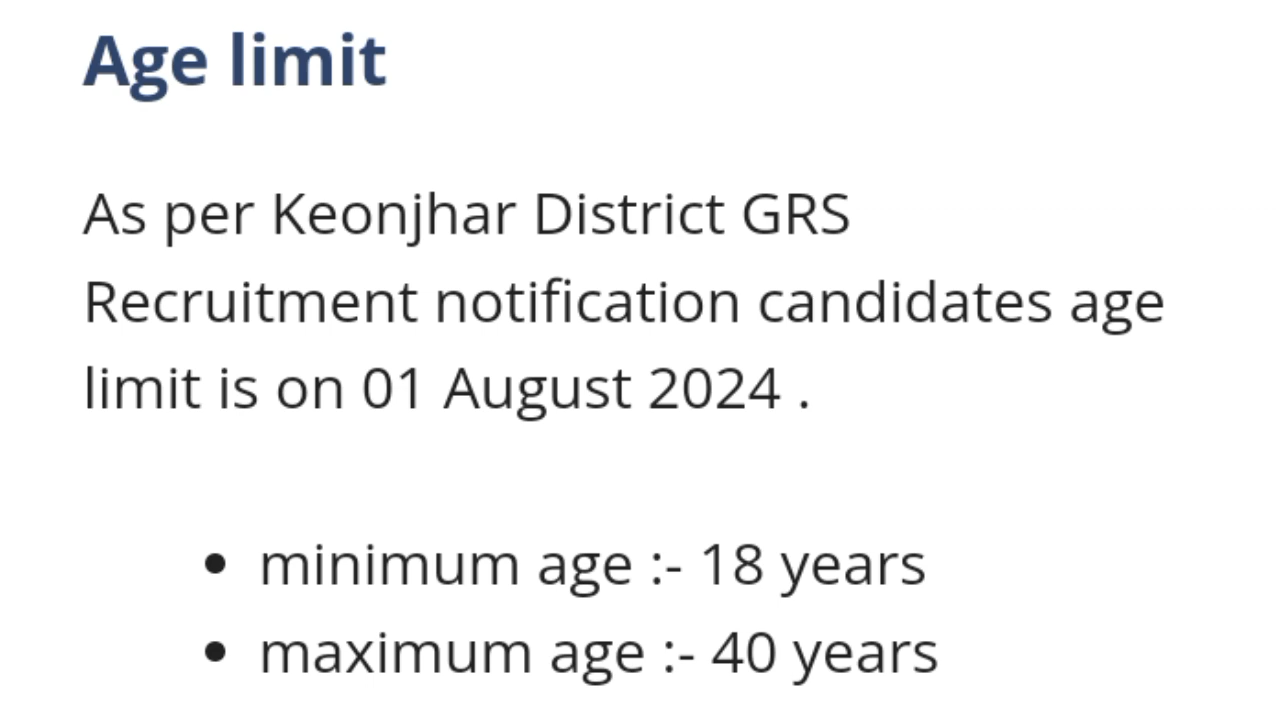 Age limit
As per Keonjhar District GRS
Recruitment notification candidates age
limit is on 01 August 2024 .
• minimum age :- 18 years
• maximum age :- 40 years